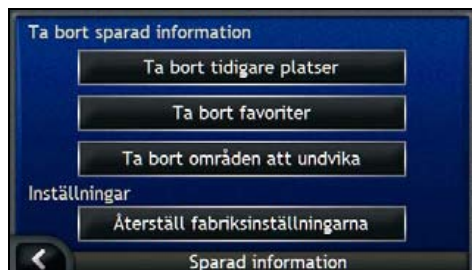 Ta bort sparad information
Ta bort tidigare platser
Ta bort favoriter
Ta bort områden att undvika
Inställningar
Återställ fabriksinställningarna
Sparad information